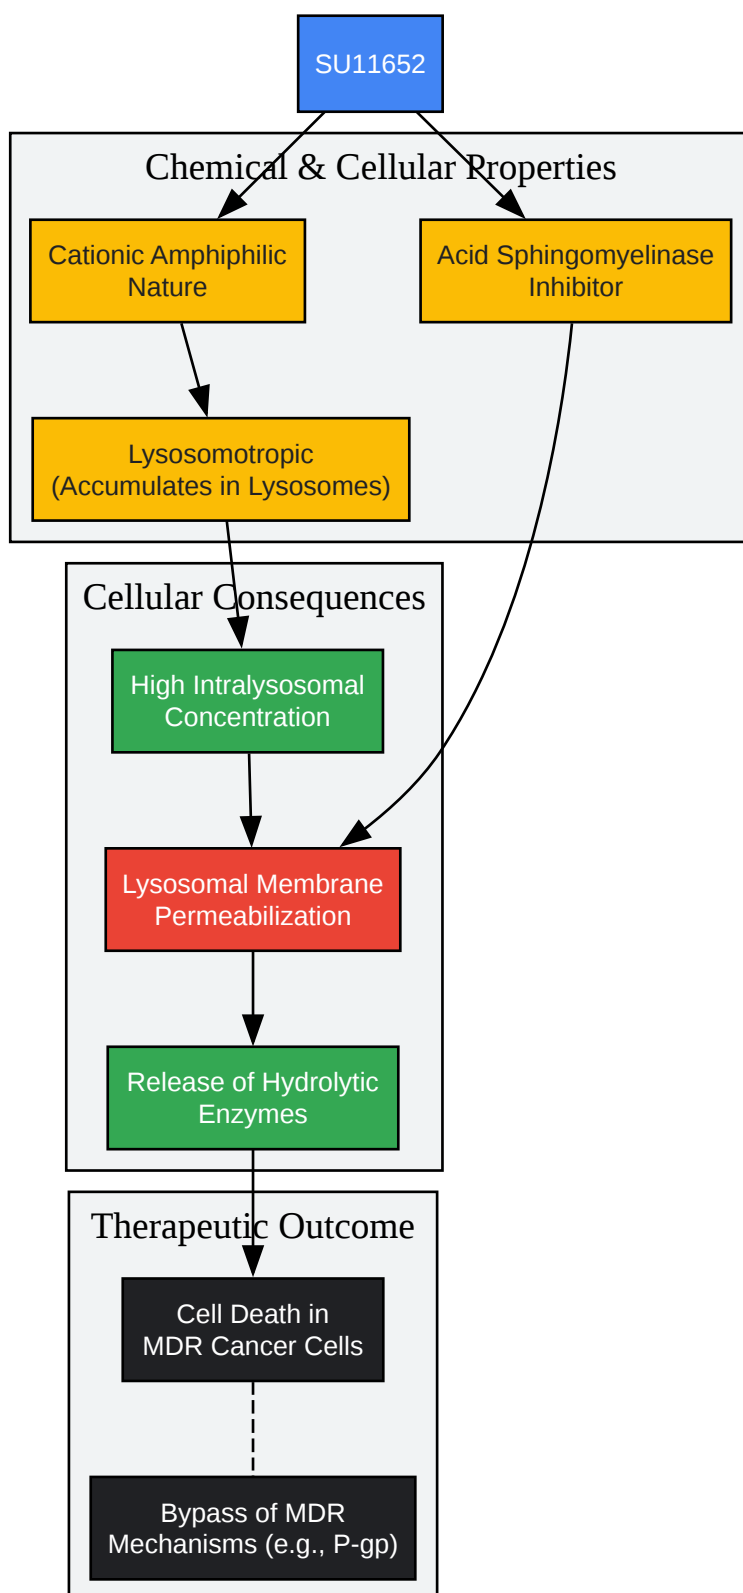 SU11652
Chemical & Cellular Properties
Cationic Amphiphilic
Nature
Acid Sphingomyelinase
Inhibitor
Lysosomotropic
(Accumulates in Lysosomes)
Cellular Consequences
High Intralysosomal
Concentration
Lysosomal Membrane
Permeabilization
Release of Hydrolytic
Enzymes
Therapeutic Outcome
Cell Death in
MDR Cancer Cells
Bypass of MDR
Mechanisms (e.g., P-gp)